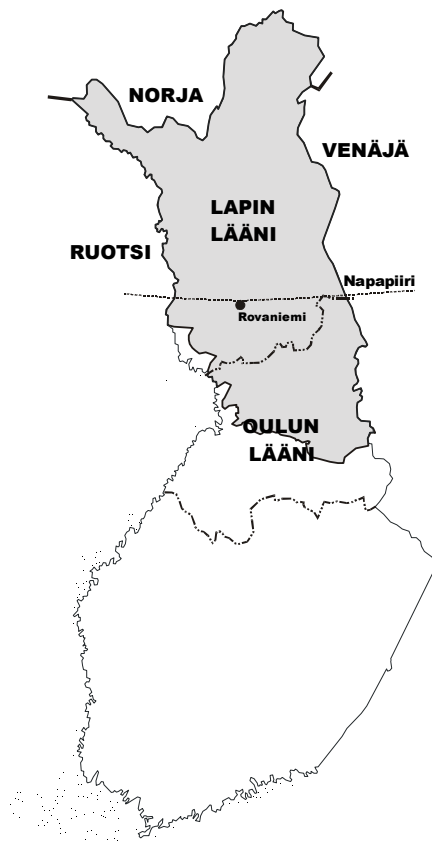 NORJA
VENÄJÄ
LAPIN
LÄÄNI
RUOTSI
Napapiiri
Rovaniemi
OULUN
LÄÄNI